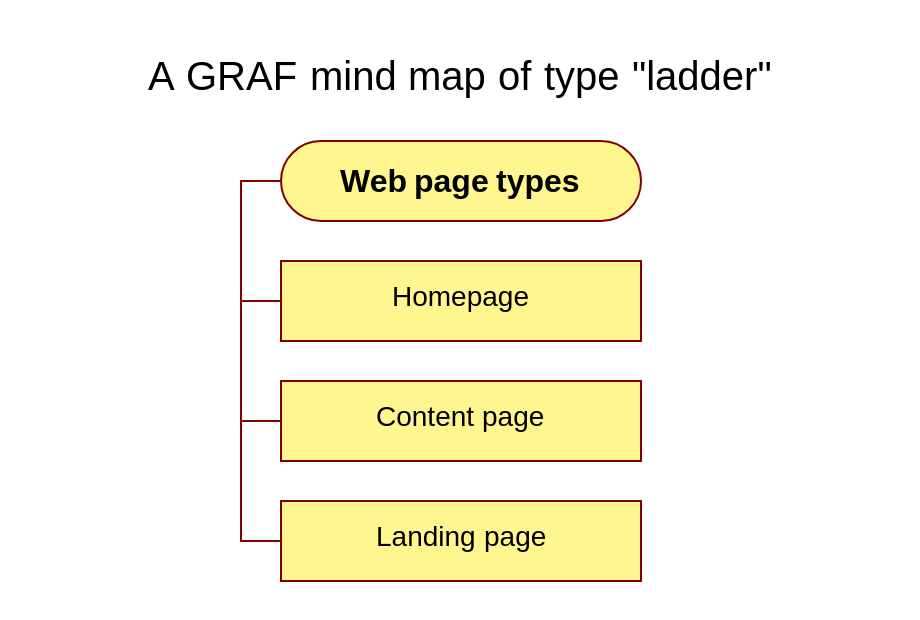 A GRAF mind map of type "ladder"
Web page types
Homepage
Content page
Landing page